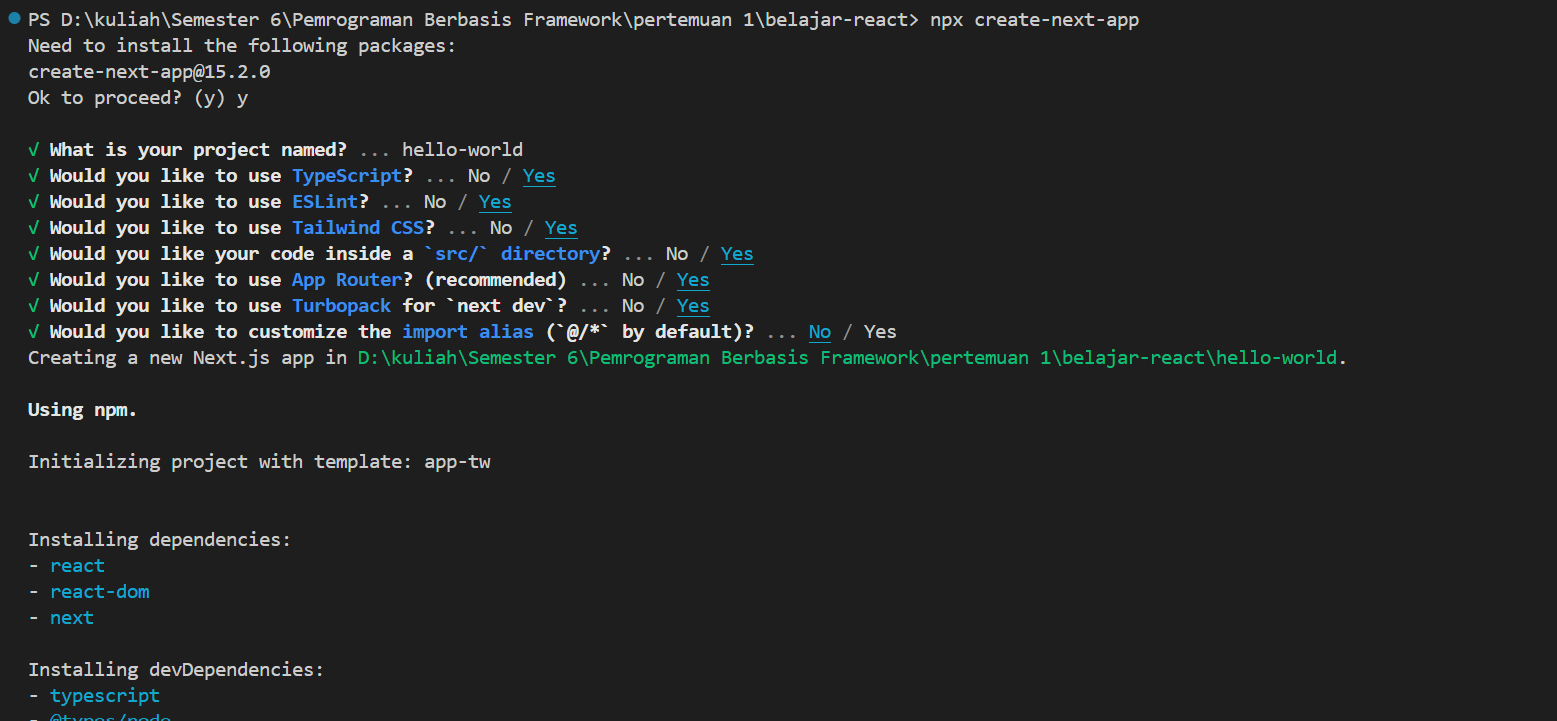 PS D:\kuliah\Semester 6\Pemrograman Berbasis Framework\pertemuan 1\belajar-react> npx create-next-app
Need to install the following packages:
create-next-app@15.2.0
Ok to proceed? (y) y
√ What is your project named? ... hello-world
√ Would you like to use TypeScript? ... No / Yes
√ Would you like to use ESLint? ... No / Yes
√ Would you like to use Tailwind CSS? ... No / Yes
√ Would you like your code inside a `src/` directory? ... No / Yes
√ Would you like to use App Router? (recommended) ... No / Yes
√ Would you like to use Turbopack for `next dev`? ... No / Yes
√ Would you like to customize the import alias (`@/*` by default)? ... No / Yes
Creating a new Next.js app in D:\kuliah\Semester 6\Pemrograman Berbasis Framework\pertemuan 1\belajar-react\hello-world.
Using npm.
Initializing project with template: app-tw
Installing dependencies:
- react
- react-dom
- next
Installing devDependencies:
- typescript
- @types/node